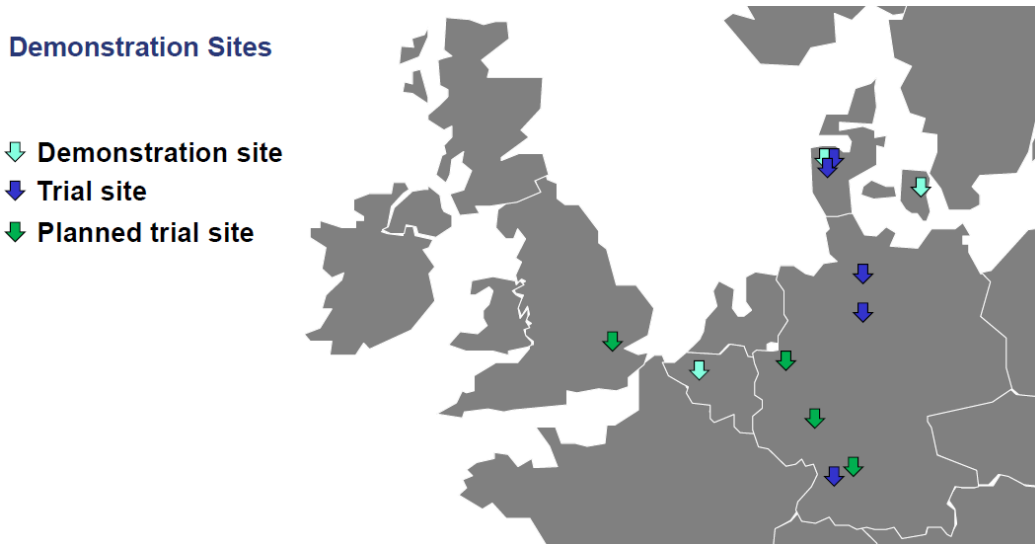 Demonstration Sites
Demonstration site
Trial site
Planned trial site